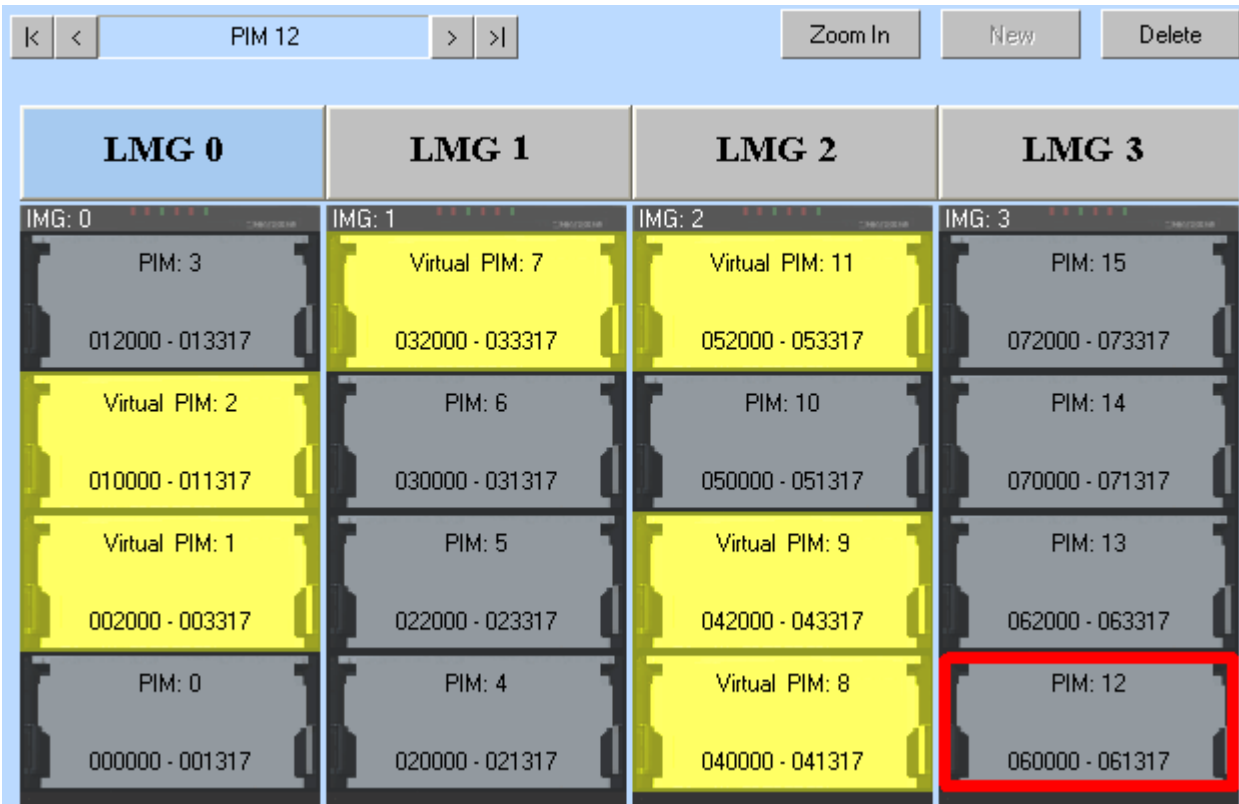 |< < PIM 12 > >| Zoom In New Delete
LMG 0 LMG 1 LMG 2 LMG 3
IMG: 0 IMG: 1 IMG: 2 IMG: 3
PIM: 3 Virtual PIM: 7 Virtual PIM: 11 PIM: 15
012000 - 013317 032000 - 033317 052000 - 053317 072000 - 073317
Virtual PIM: 2 PIM: 6 PIM: 10 PIM: 14
010000 - 011317 030000 - 031317 050000 - 051317 070000 - 071317
Virtual PIM: 1 PIM: 5 Virtual PIM: 9 PIM: 13
002000 - 003317 022000 - 023317 042000 - 043317 062000 - 063317
PIM: 0 PIM: 4 Virtual PIM: 8 PIM: 12
000000 - 001317 020000 - 021317 040000 - 041317 060000 - 061317